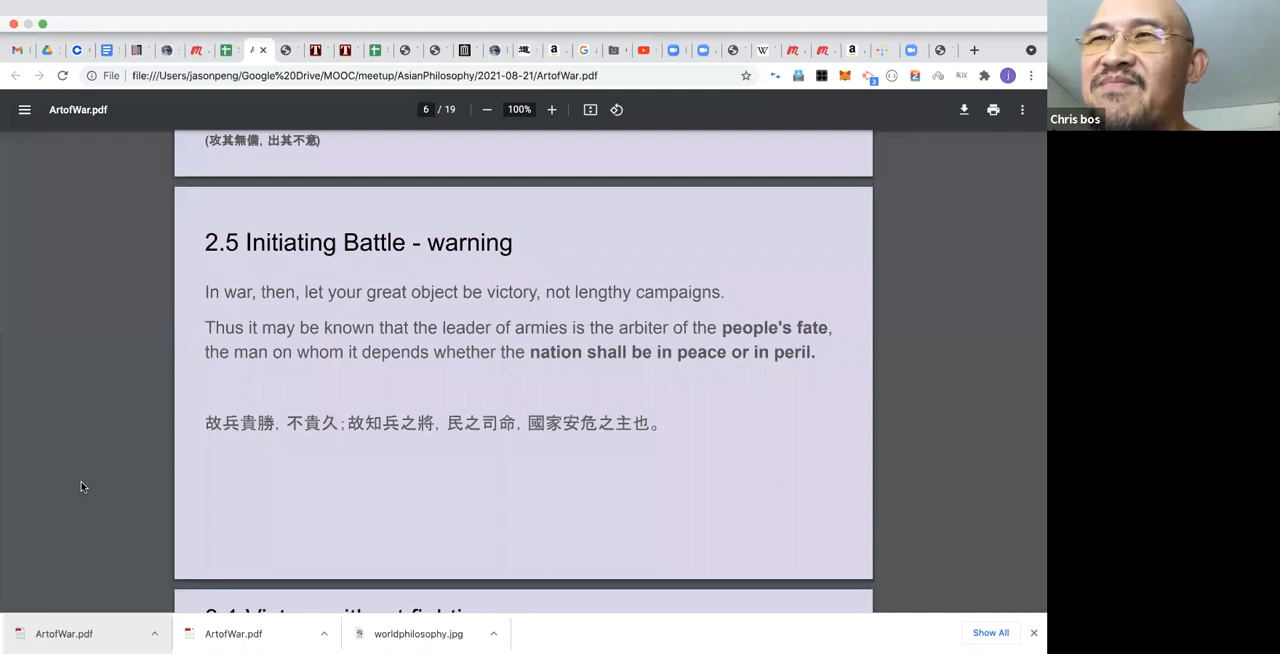 File
file:///Users/jasonpeng/Google%20Drive/MOOC/meetup/AsianPhilosophy/2021-08-21/ArtofWar.pdf
ArtofWar.pdf
6 / 19
100%
(攻其無備, 出其不意)
2.5 Initiating Battle - warning
In war, then, let your great object be victory, not lengthy campaigns.
Thus it may be known that the leader of armies is the arbiter of the people's fate,
the man on whom it depends whether the nation shall be in peace or in peril.
故兵貴勝, 不貴久;故知兵之將, 民之司命, 國家安危之主也。
ArtofWar.pdf
ArtofWar.pdf
worldphilosophy.jpg
Show All
Chris bos